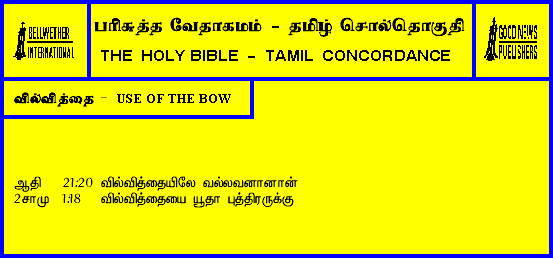 BELLWETHER
INTERNATIONAL
பரிசுத்த வேதாகமம் - தமிழ் சொல்தொகுதி
THE HOLY BIBLE - TAMIL CONCORDANCE
GOOD NEWS
PUBLISHERS
வில்வித்தை - USE OF THE BOW
ஆதி 21:20 வில்வித்தையிலே வல்லவனானான்
2சாமு 1:18 வில்வித்தையை யூதா புத்திரருக்கு